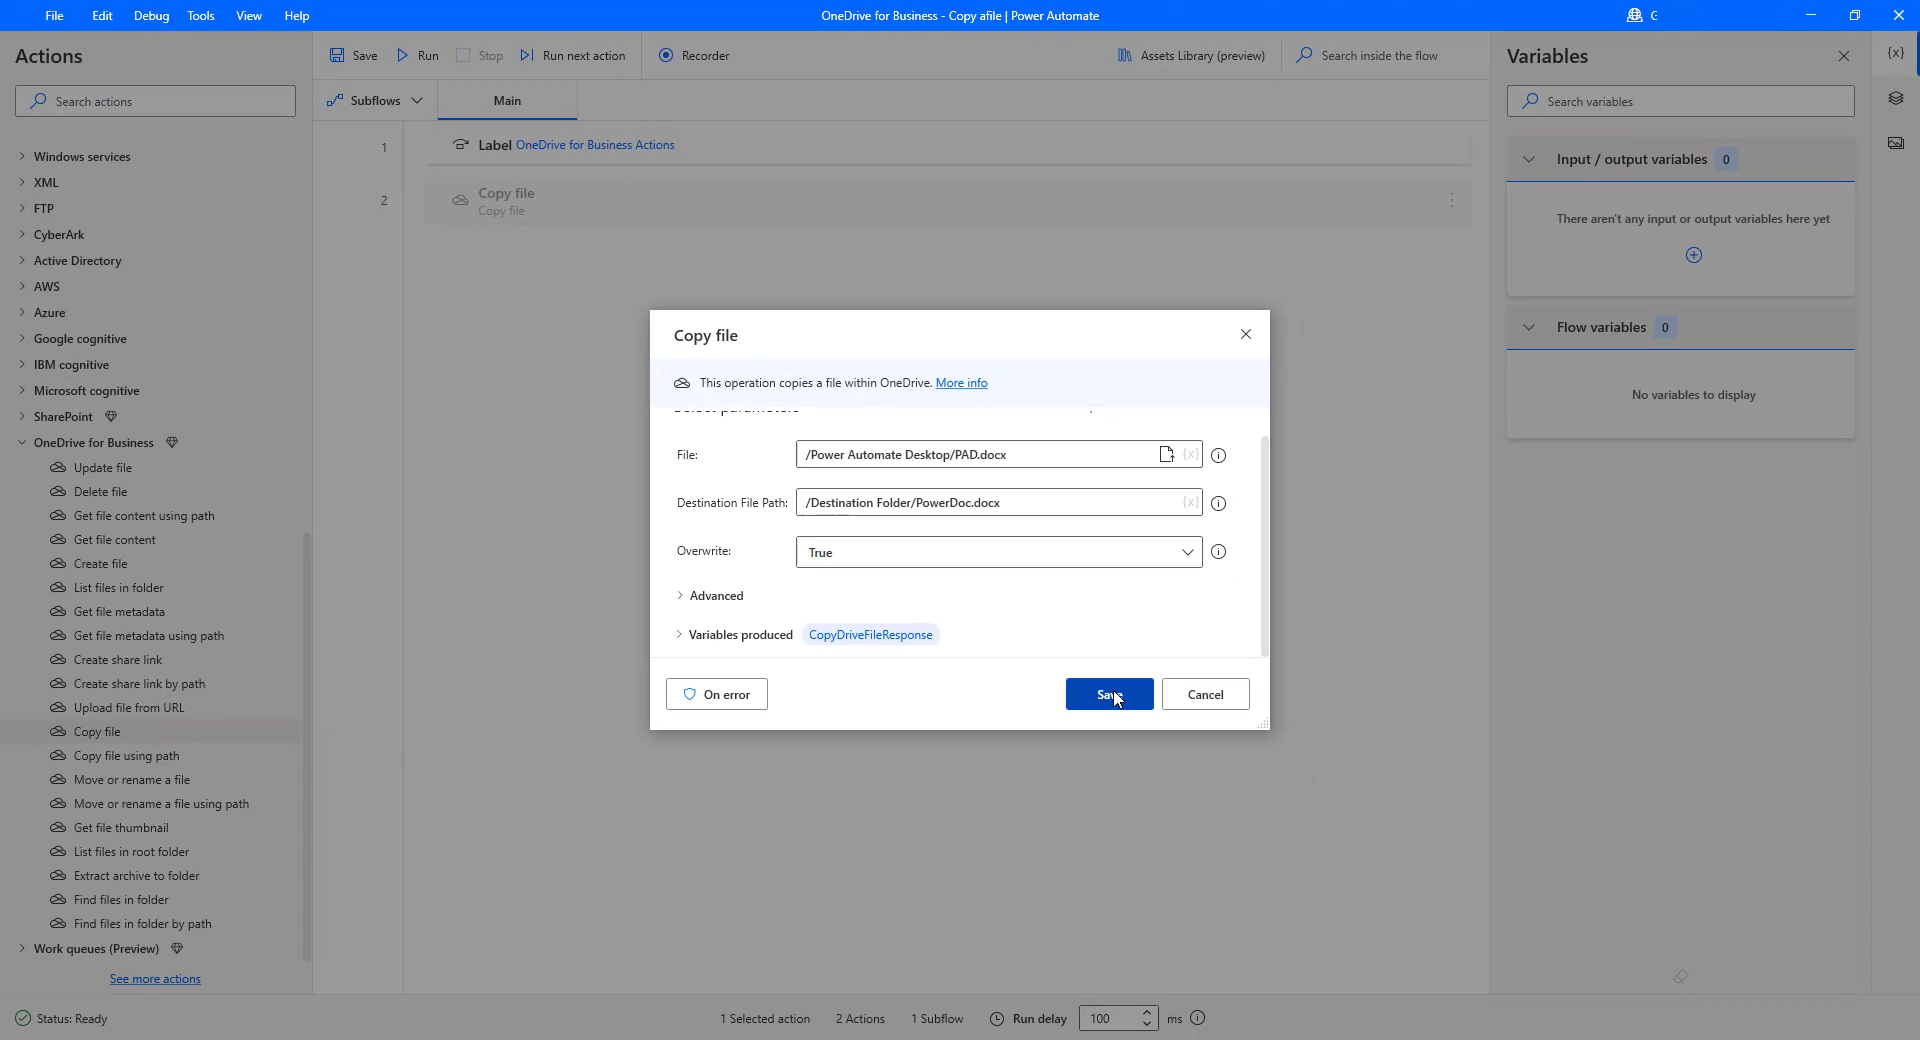 File Edit Debug Tools View Help
OneDrive for Business - Copy afile | Power Automate
Actions
Search actions
Windows services
XML
FTP
CyberArk
Active Directory
AWS
Azure
Google cognitive
IBM cognitive
Microsoft cognitive
SharePoint
OneDrive for Business
Update file
Delete file
Get file content using path
Get file content
Create file
List files in folder
Get file metadata
Get file metadata using path
Create share link
Create share link by path
Upload file from URL
Copy file
Copy file using path
Move or rename a file
Move or rename a file using path
Get file thumbnail
List files in root folder
Extract archive to folder
Find files in folder
Find files in folder by path
Work queues (Preview)
See more actions
Save Run Stop Run next action Recorder
Assets Library (preview) Search inside the flow
Subflows Main
1 Label OneDrive for Business Actions
2 Copy file
Copy file
Copy file
This operation copies a file within OneDrive. More info
File: /Power Automate Desktop/PAD.docx {x}
Destination File Path: /Destination Folder/PowerDoc.docx {x}
Overwrite: True
Advanced
Variables produced CopyDriveFileResponse
On error Save Cancel
Variables
{x}
Search variables
Input / output variables 0
There aren't any input or output variables here yet
Flow variables 0
No variables to display
Status: Ready 1 Selected action 2 Actions 1 Subflow Run delay 100 ms